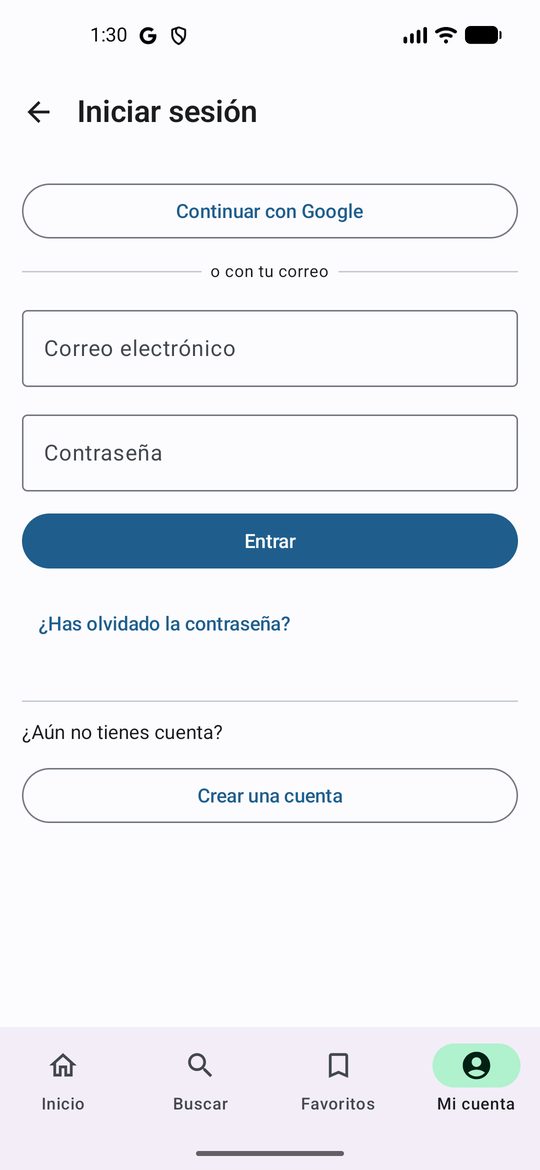 1:30
Iniciar sesión
Continuar con Google
o con tu correo
Correo electrónico
Contraseña
Entrar
¿Has olvidado la contraseña?
¿Aún no tienes cuenta?
Crear una cuenta
Inicio Buscar Favoritos Mi cuenta